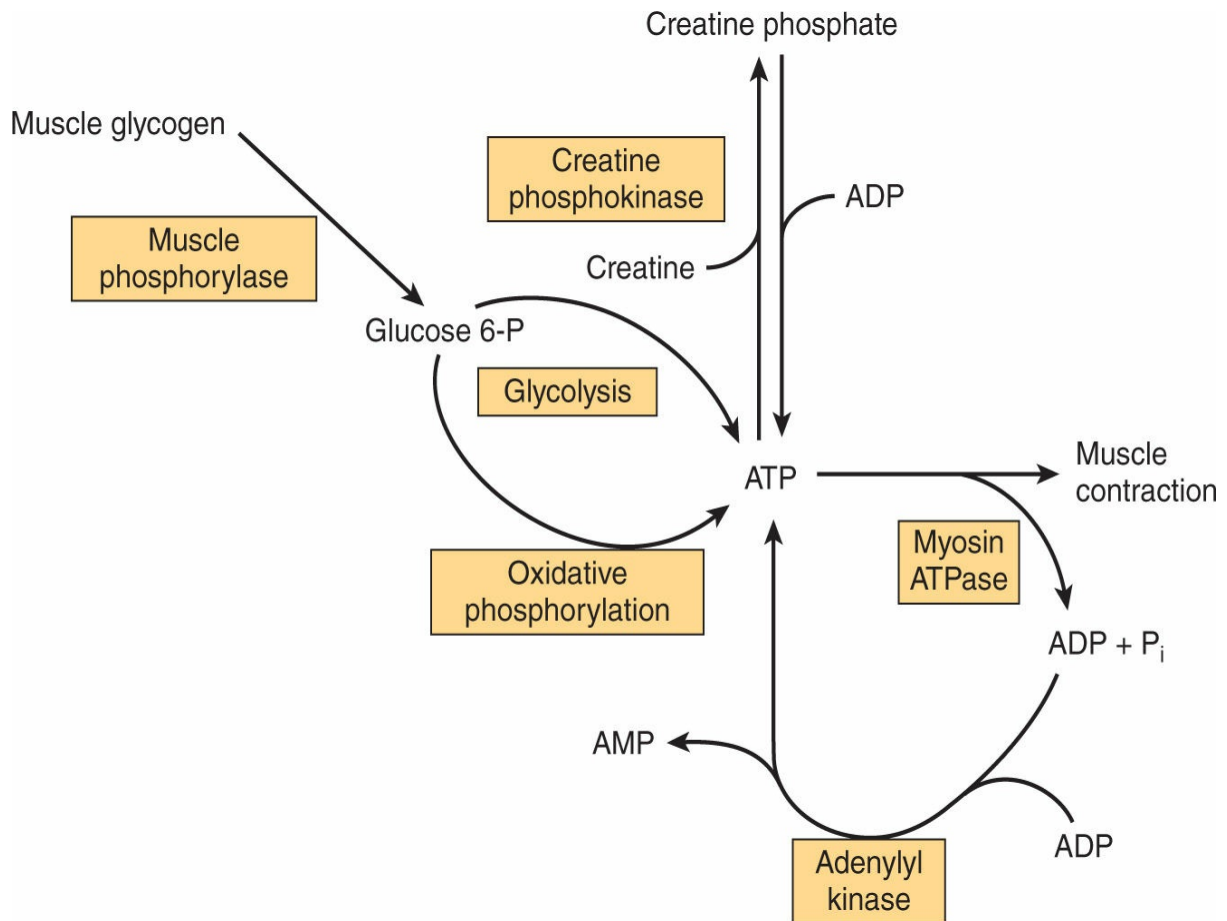 Creatine phosphate
Muscle glycogen
Creatine
phosphokinase
ADP
Muscle
phosphorylase
Creatine
Glucose 6-P
Glycolysis
ATP
Muscle
contraction
Oxidative
phosphorylation
Myosin
ATPase
ADP + Pi
AMP
ADP
Adenylyl
kinase